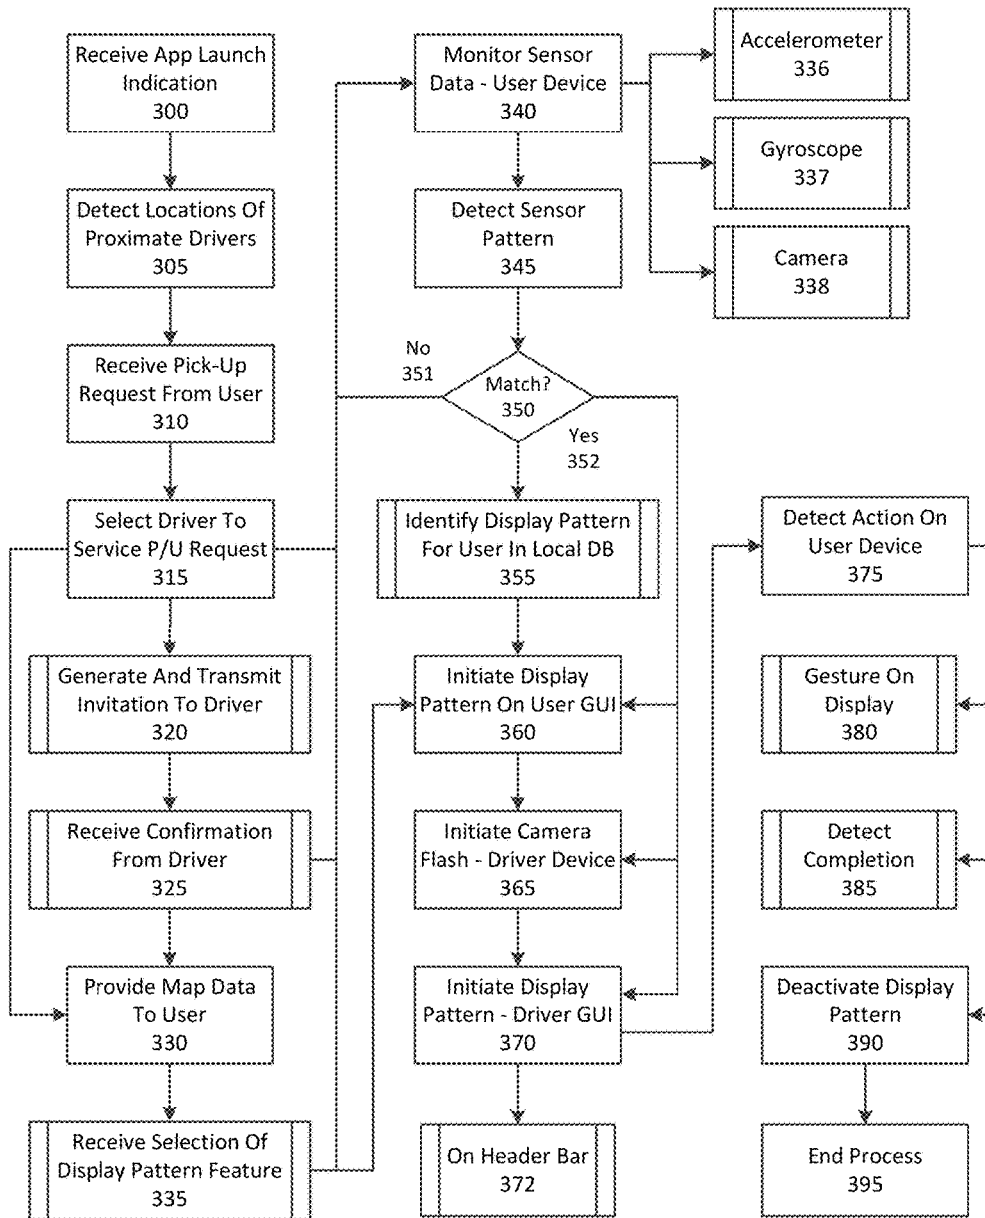 Receive App Launch
Indication
300
Detect Locations Of
Proximate Drivers
305
Receive Pick-Up
Request From User
310
Select Driver To
Service P/U Request
315
Generate And Transmit
Invitation To Driver
320
Receive Confirmation
From Driver
325
Provide Map Data
To User
330
Receive Selection Of
Display Pattern Feature
335
Monitor Sensor
Data - User Device
340
Detect Sensor
Pattern
345
No
351
Match?
350
Yes
352
Identify Display Pattern
For User In Local DB
355
Initiate Display
Pattern On User GUI
360
Initiate Camera
Flash - Driver Device
365
Initiate Display
Pattern - Driver GUI
370
On Header Bar
372
Accelerometer
336
Gyroscope
337
Camera
338
Detect Action On
User Device
375
Gesture On
Display
380
Detect
Completion
385
Deactivate Display
Pattern
390
End Process
395